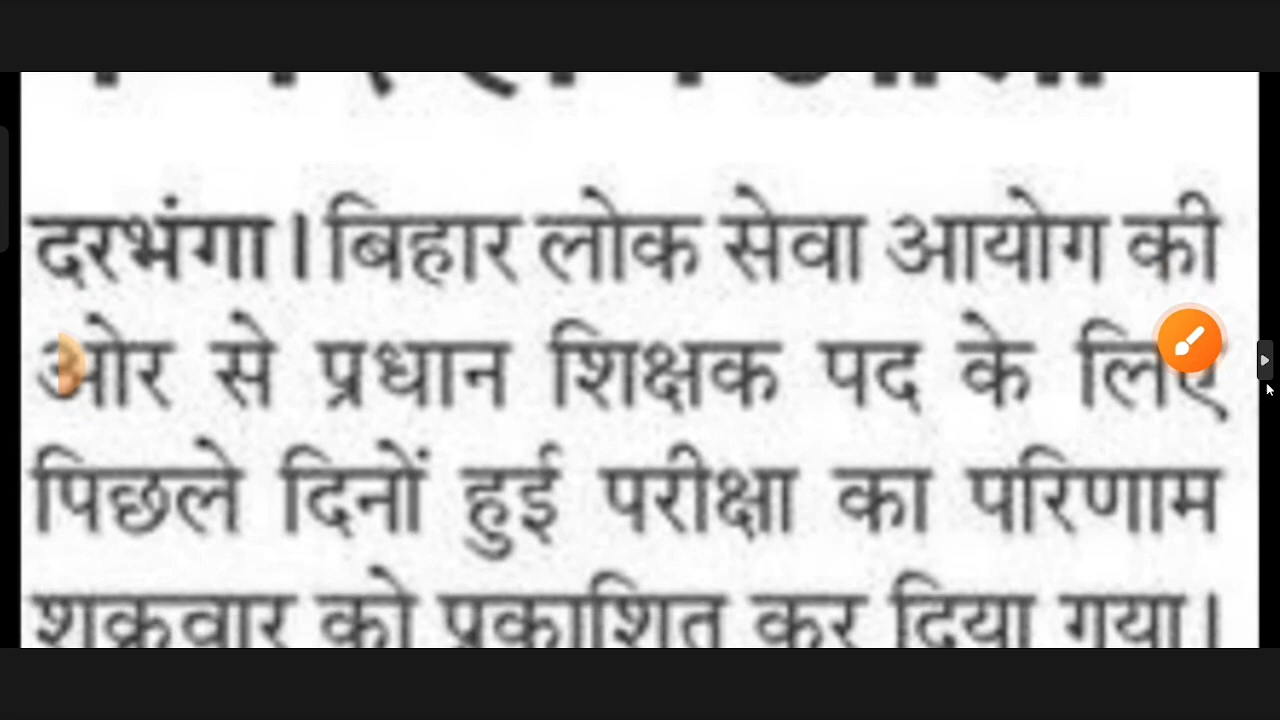 दरभंगा। बिहार लोक सेवा आयोग की
ओर से प्रधान शिक्षक पद के लिए
पिछले दिनों हुई परीक्षा का परिणाम
शुक्रवार को प्रकाशित कर दिया गया।